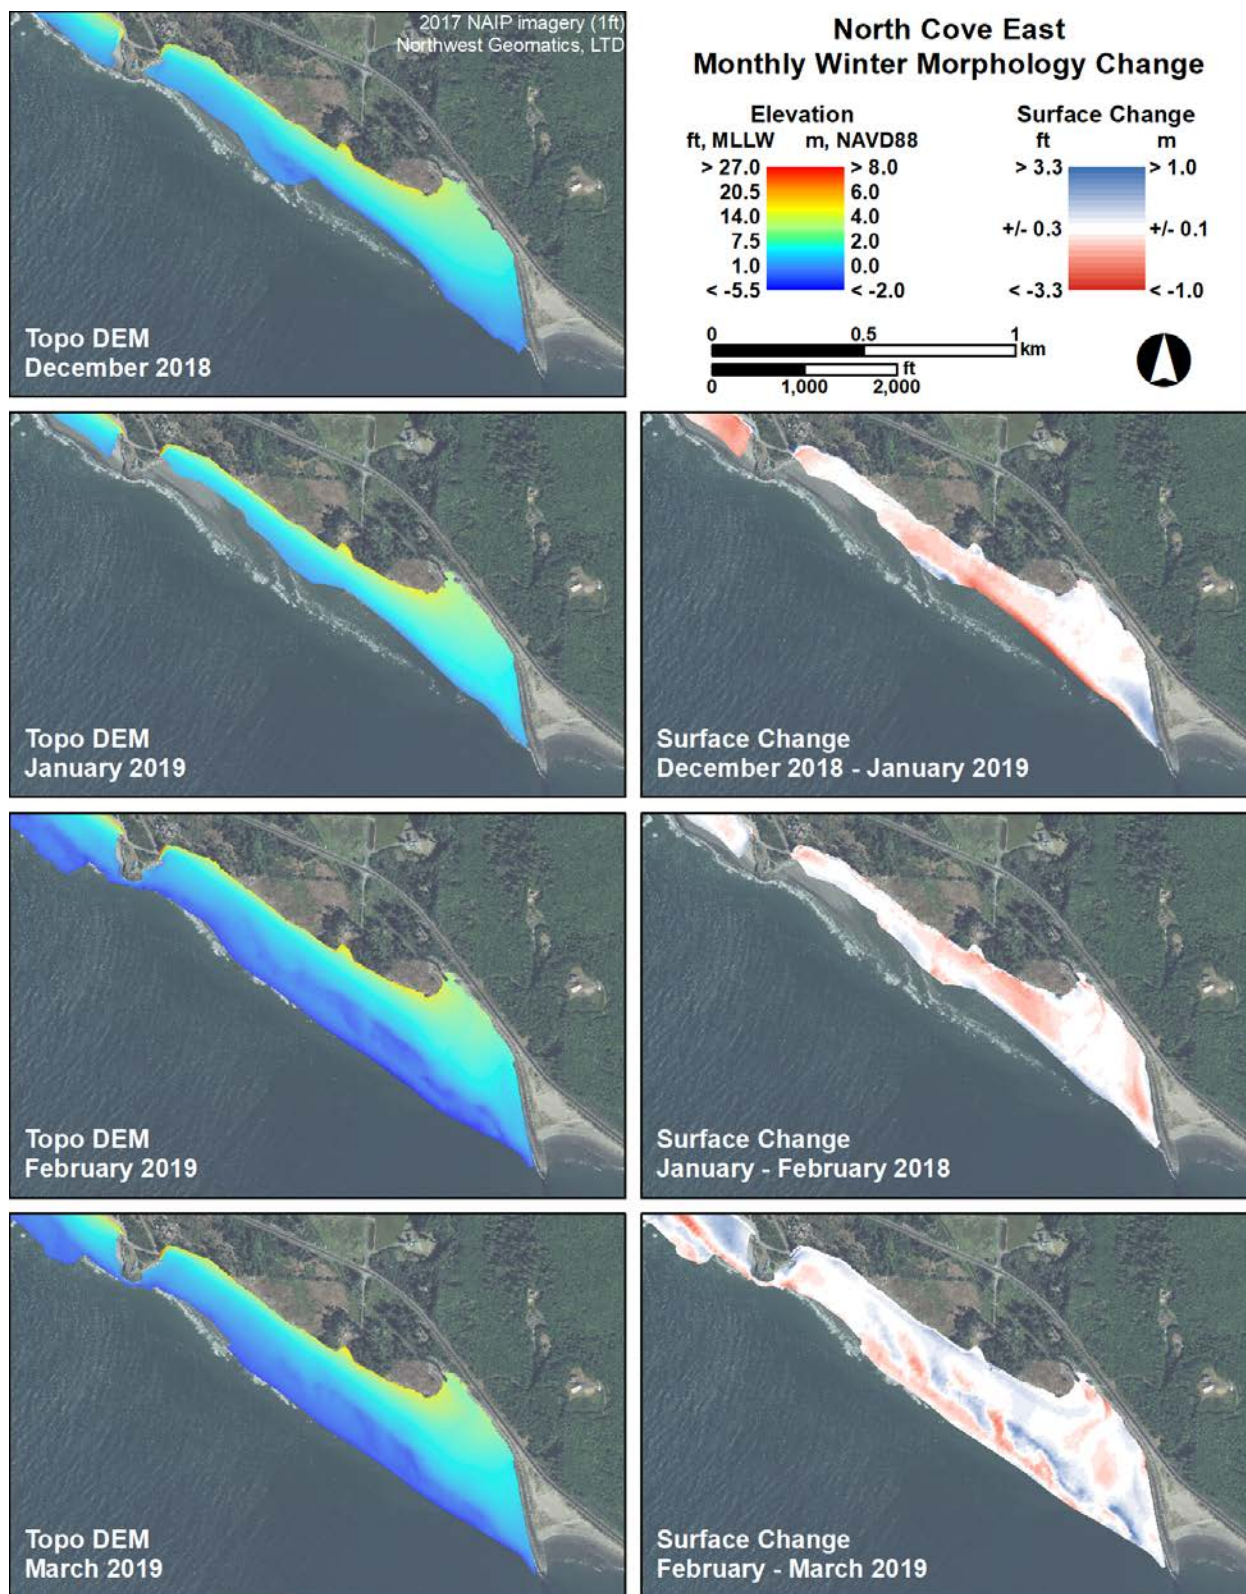 2017 NAIP imagery (1ft)
Northwest Geomatics, LTD
Topo DEM
December 2018
North Cove East
Monthly Winter Morphology Change
Elevation
ft, MLLW m, NAVD88
> 27.0 > 8.0
20.5 6.0
14.0 4.0
7.5 2.0
1.0 0.0
< -5.5 < -2.0
Surface Change
ft m
> 3.3 > 1.0
+/- 0.3 +/- 0.1
< -3.3 < -1.0
0 0.5 1
km
ft
0 1,000 2,000
Topo DEM
January 2019
Surface Change
December 2018 - January 2019
Topo DEM
February 2019
Surface Change
January - February 2018
Topo DEM
March 2019
Surface Change
February - March 2019